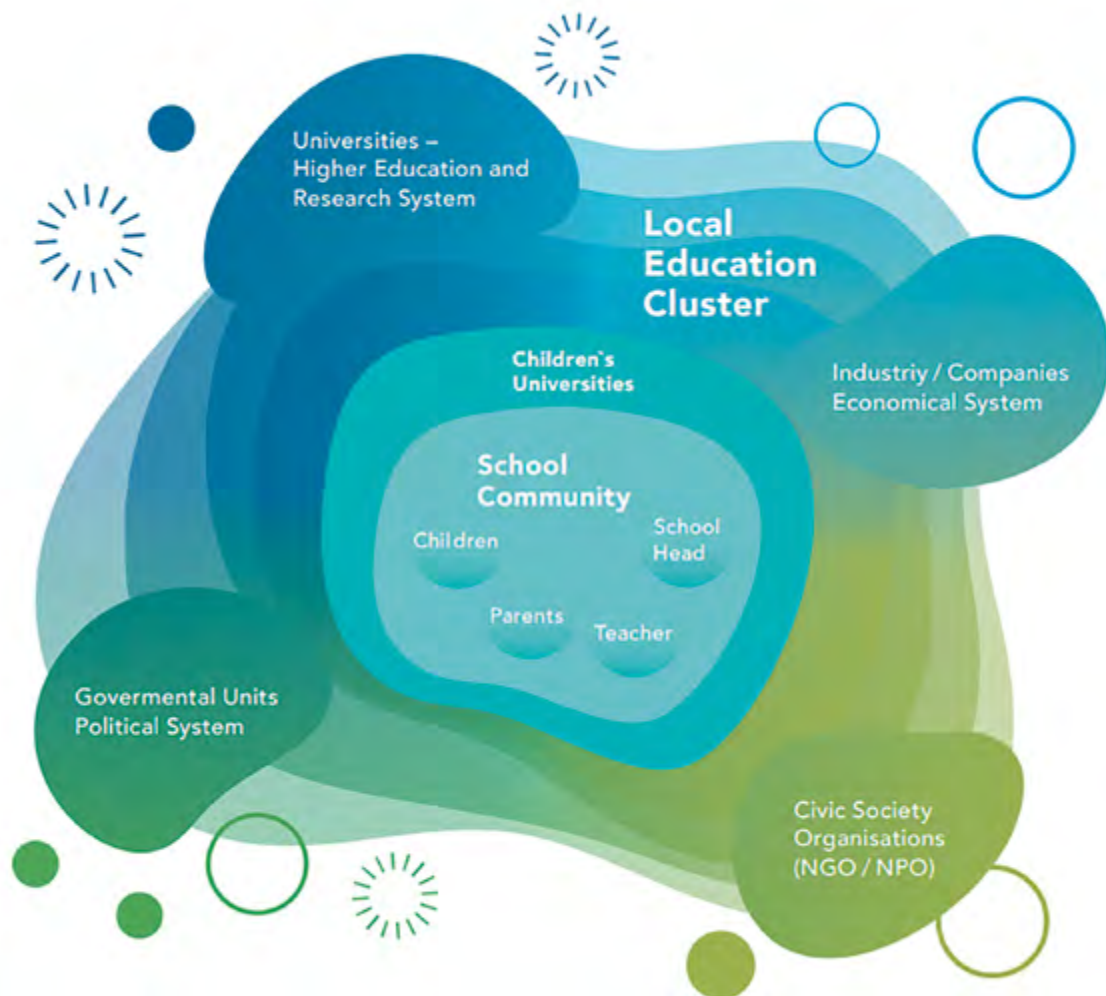 Universities –
Higher Education and
Research System
Local
Education
Cluster
Children`s
Universities
Industriy / Companies
Economical System
School
Community
Children
School
Head
Parents
Teacher
Govermental Units
Political System
Civic Society
Organisations
(NGO / NPO)